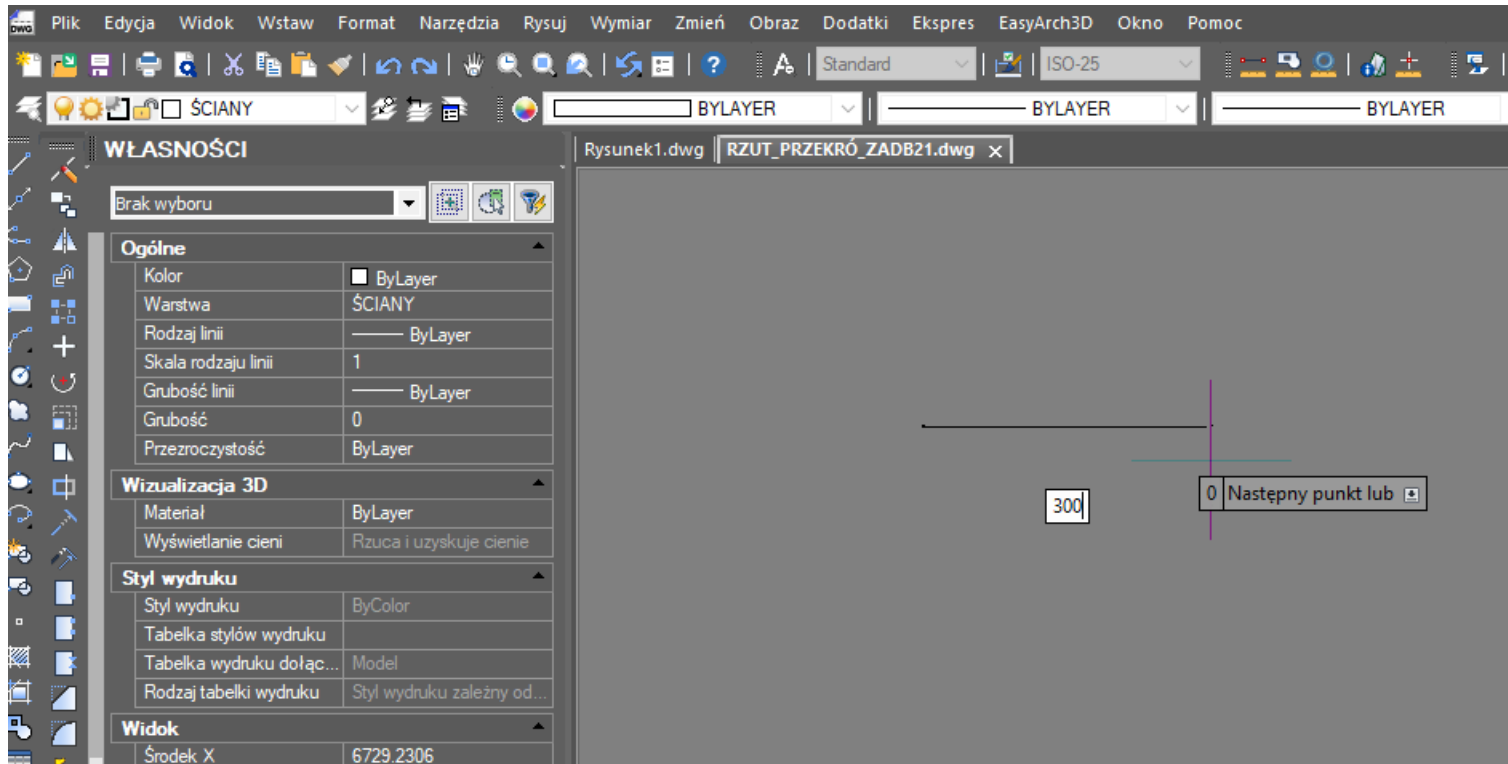 DWG Plik Edycja Widok Wstaw Format Narzędzia Rysuj Wymiar Zmień Obraz Dodatki Ekspres EasyArch3D Okno Pomoc
Standard ISO-25
ŚCIANY BYLAYER BYLAYER BYLAYER
WŁASNOŚCI
Rysunek1.dwg RZUT_PRZEKRÓ_ZADB21.dwg
Brak wyboru
Ogólne
Kolor ByLayer
Warstwa ŚCIANY
Rodzaj linii ByLayer
Skala rodzaju linii 1
Grubość linii ByLayer
Grubość 0
Przezroczystość ByLayer
Wizualizacja 3D
Materiał ByLayer
Wyświetlanie cieni Rzuca i uzyskuje cienie
300
0 Następny punkt lub
Styl wydruku
Styl wydruku ByColor
Tabelka stylów wydruku
Tabelka wydruku dołąc... Model
Rodzaj tabelki wydruku Styl wydruku zależny od...
Widok
Środek X 6729.2306